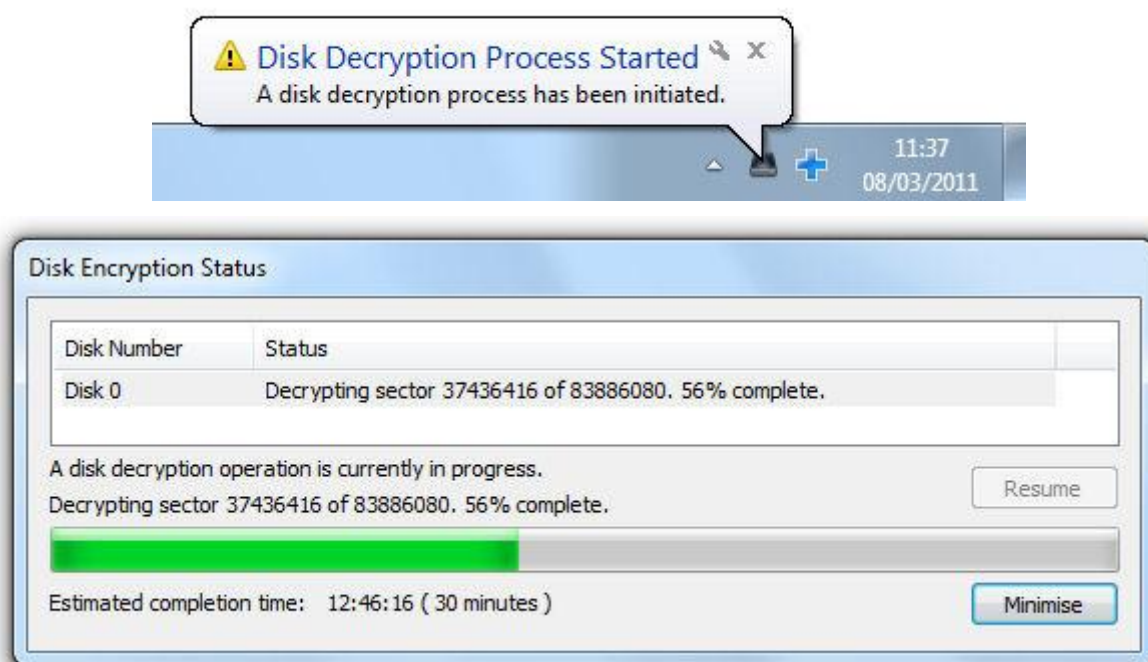 Disk Decryption Process Started
A disk decryption process has been initiated.
11:37
08/03/2011
Disk Encryption Status
Disk Number Status
Disk 0 Decrypting sector 37436416 of 83886080. 56% complete.
A disk decryption operation is currently in progress.
Resume
Decrypting sector 37436416 of 83886080. 56% complete.
Estimated completion time: 12:46:16 ( 30 minutes )
Minimise